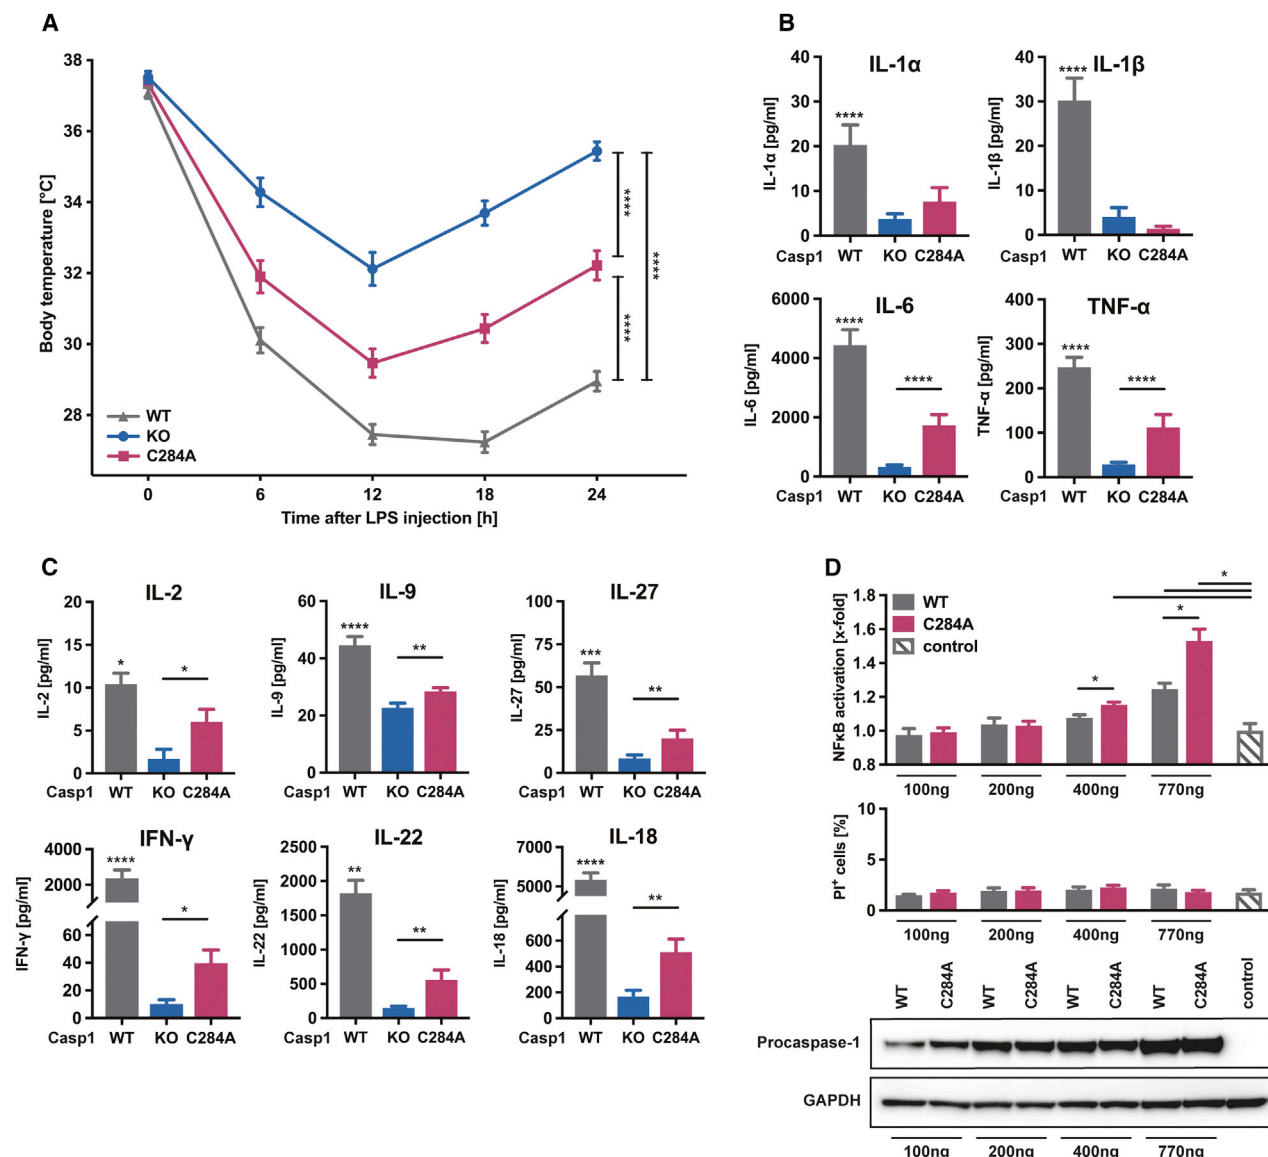 A
38
36
34
32
30
28
Body temperature [°C]
WT
KO
C284A
0 6 12 18 24
Time after LPS injection [h]
****
****
****
B
IL-1α
40
30
20
10
0
IL-1α [pg/ml]
****
Casp1 WT KO C284A
IL-1β
40
30
20
10
0
IL-1β [pg/ml]
****
Casp1 WT KO C284A
IL-6
6000
4000
2000
0
IL-6 [pg/ml]
****
****
Casp1 WT KO C284A
TNF-α
400
300
200
100
0
TNF-α [pg/ml]
****
****
Casp1 WT KO C284A
C
IL-2
20
15
10
5
0
IL-2 [pg/ml]
*
*
Casp1 WT KO C284A
IL-9
60
40
20
0
IL-9 [pg/ml]
****
**
Casp1 WT KO C284A
IL-27
100
75
50
25
0
IL-27 [pg/ml]
***
**
Casp1 WT KO C284A
IFN-γ
4000
2000
60
40
20
0
IFN-γ [pg/ml]
****
*
Casp1 WT KO C284A
IL-22
2500
2000
1500
1000
500
0
IL-22 [pg/ml]
**
**
Casp1 WT KO C284A
IL-18
7000
5000
600
400
200
0
IL-18 [pg/ml]
****
**
Casp1 WT KO C284A
D
1.8
1.6
1.4
1.2
1.0
0.8
NFκB activation [x-fold]
WT
C284A
control
*
*
*
100ng 200ng 400ng 770ng
10
5
0
PI+ cells [%]
100ng 200ng 400ng 770ng
WT C284A WT C284A WT C284A WT C284A control
Procaspase-1
GAPDH
100ng 200ng 400ng 770ng